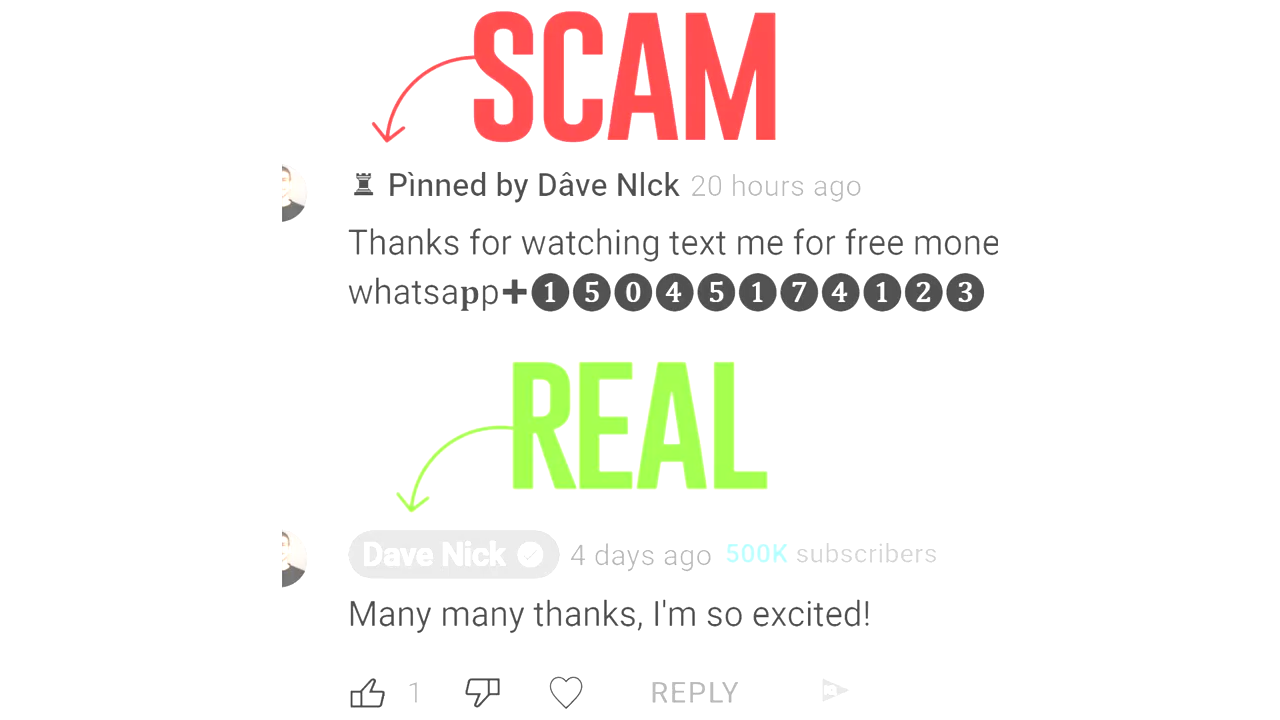 SCAM
♜ Pìnned by Dâve Nlck 20 hours ago
Thanks for watching text me for free mone
whatsa𝐩p➕❶❺⓿❹❺❶❼❹❶❷❸
REAL
Dave Nick 4 days ago 500K subscribers
Many many thanks, I'm so excited!
1 REPLY